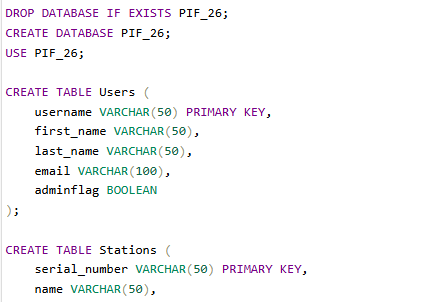 DROP DATABASE IF EXISTS PIF_26;
CREATE DATABASE PIF_26;
USE PIF_26;

CREATE TABLE Users (
    username VARCHAR(50) PRIMARY KEY,
    first_name VARCHAR(50),
    last_name VARCHAR(50),
    email VARCHAR(100),
    adminflag BOOLEAN
);

CREATE TABLE Stations (
    serial_number VARCHAR(50) PRIMARY KEY,
    name VARCHAR(50),